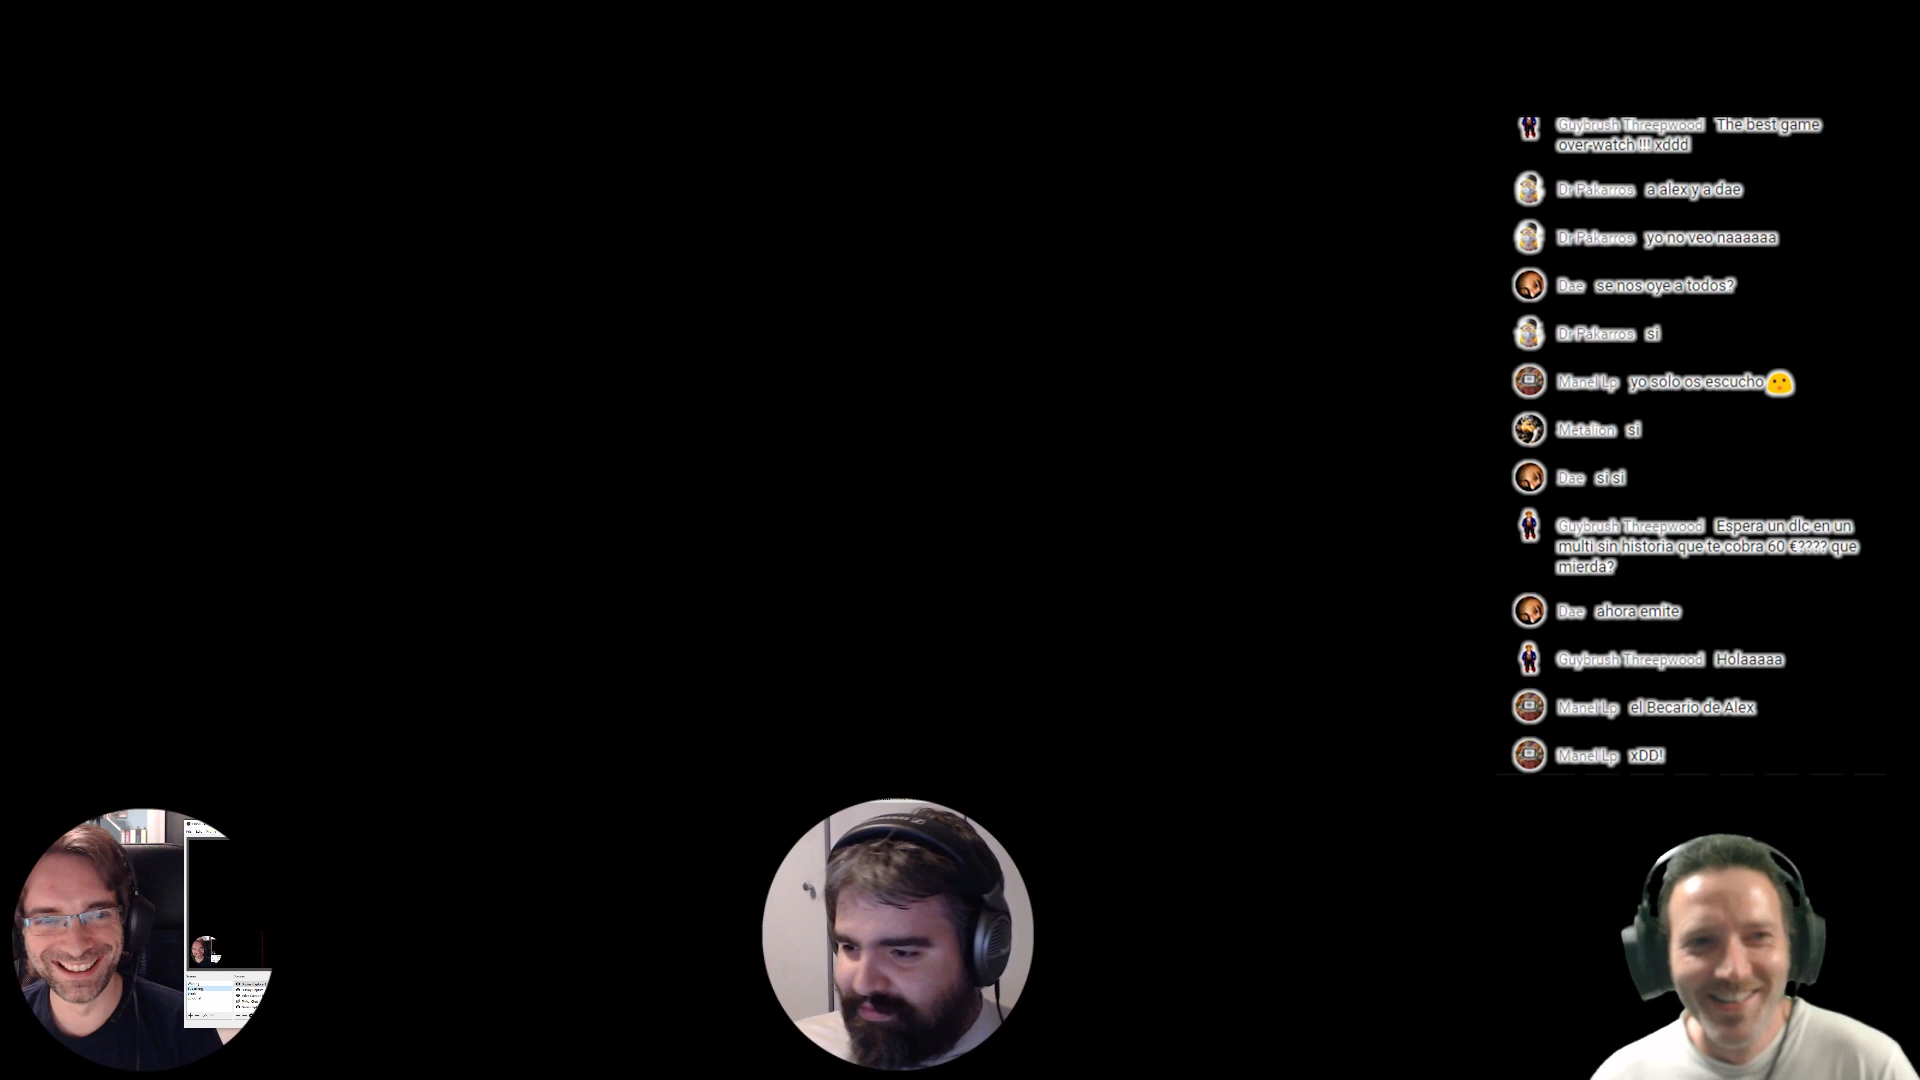 Guybrush Threepwood The best game
over-watch !!! xddd
Dr Pakarros a alex y a dae
Dr Pakarros yo no veo naaaaaa
Dae se nos oye a todos?
Dr Pakarros si
Manel Lp yo solo os escucho
Metalion si
Dae si si
Guybrush Threepwood Espera un dlc en un
multi sin historia que te cobra 60 €???? que
mierda?
Dae ahora emite
Guybrush Threepwood Holaaaaa
Manel Lp el Becario de Alex
Manel Lp xDD!